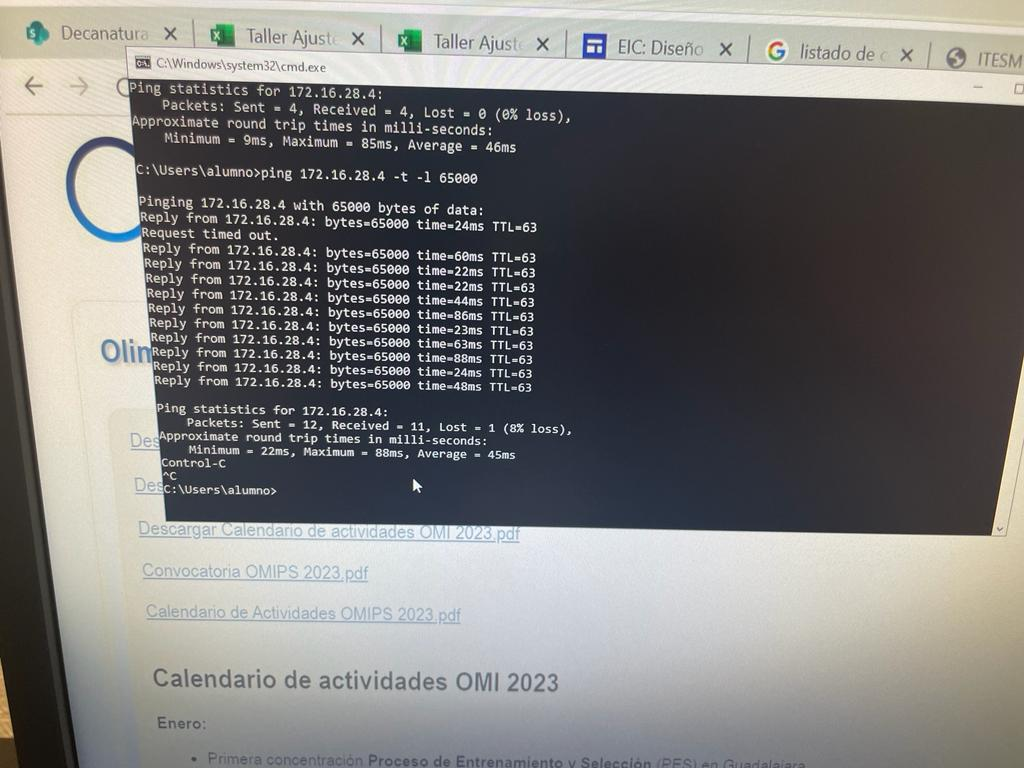 Decanatura
Taller Ajuste
Taller Ajuste
EIC: Diseño
listado de
ITESM
C:\Windows\system32\cmd.exe
Ping statistics for 172.16.28.4:
Packets: Sent = 4, Received = 4, Lost = 0 (0% loss),
Approximate round trip times in milli-seconds:
Minimum = 9ms, Maximum = 85ms, Average = 46ms
C:\Users\alumno>ping 172.16.28.4 -t -l 65000
Pinging 172.16.28.4 with 65000 bytes of data:
Reply from 172.16.28.4: bytes=65000 time=24ms TTL=63
Request timed out.
Reply from 172.16.28.4: bytes=65000 time=60ms TTL=63
Reply from 172.16.28.4: bytes=65000 time=22ms TTL=63
Reply from 172.16.28.4: bytes=65000 time=22ms TTL=63
Reply from 172.16.28.4: bytes=65000 time=44ms TTL=63
Reply from 172.16.28.4: bytes=65000 time=86ms TTL=63
Reply from 172.16.28.4: bytes=65000 time=23ms TTL=63
Reply from 172.16.28.4: bytes=65000 time=63ms TTL=63
Reply from 172.16.28.4: bytes=65000 time=88ms TTL=63
Reply from 172.16.28.4: bytes=65000 time=24ms TTL=63
Reply from 172.16.28.4: bytes=65000 time=48ms TTL=63
Ping statistics for 172.16.28.4:
Packets: Sent = 12, Received = 11, Lost = 1 (8% loss),
Approximate round trip times in milli-seconds:
Minimum = 22ms, Maximum = 88ms, Average = 45ms
Control-C
^C
C:\Users\alumno>
Olim
Des
Des
Descargar Calendario de actividades OMI 2023.pdf
Convocatoria OMIPS 2023.pdf
Calendario de Actividades OMIPS 2023.pdf
Calendario de actividades OMI 2023
Enero:
• Primera concentración Proceso de Entrenamiento y Selección (PES) en Guadalajara